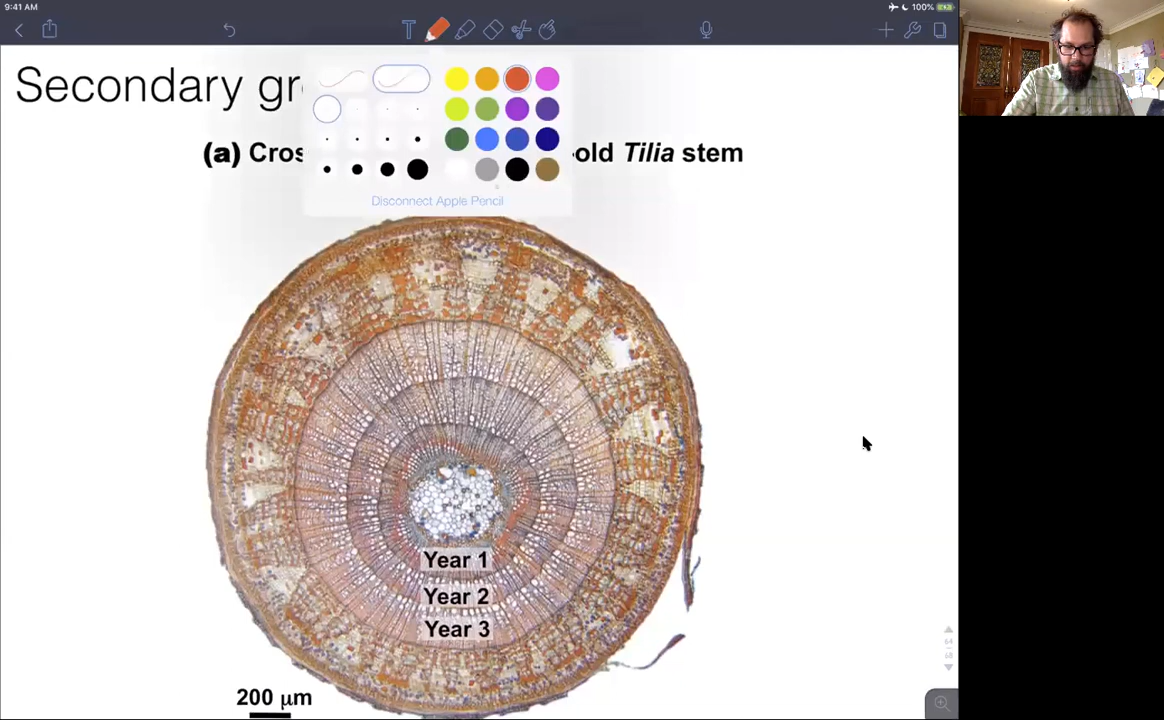 9:41 AM
100%
T
Secondary gr
(a) Cros
-old Tilia stem
Disconnect Apple Pencil
Year 1
Year 2
Year 3
200 μm